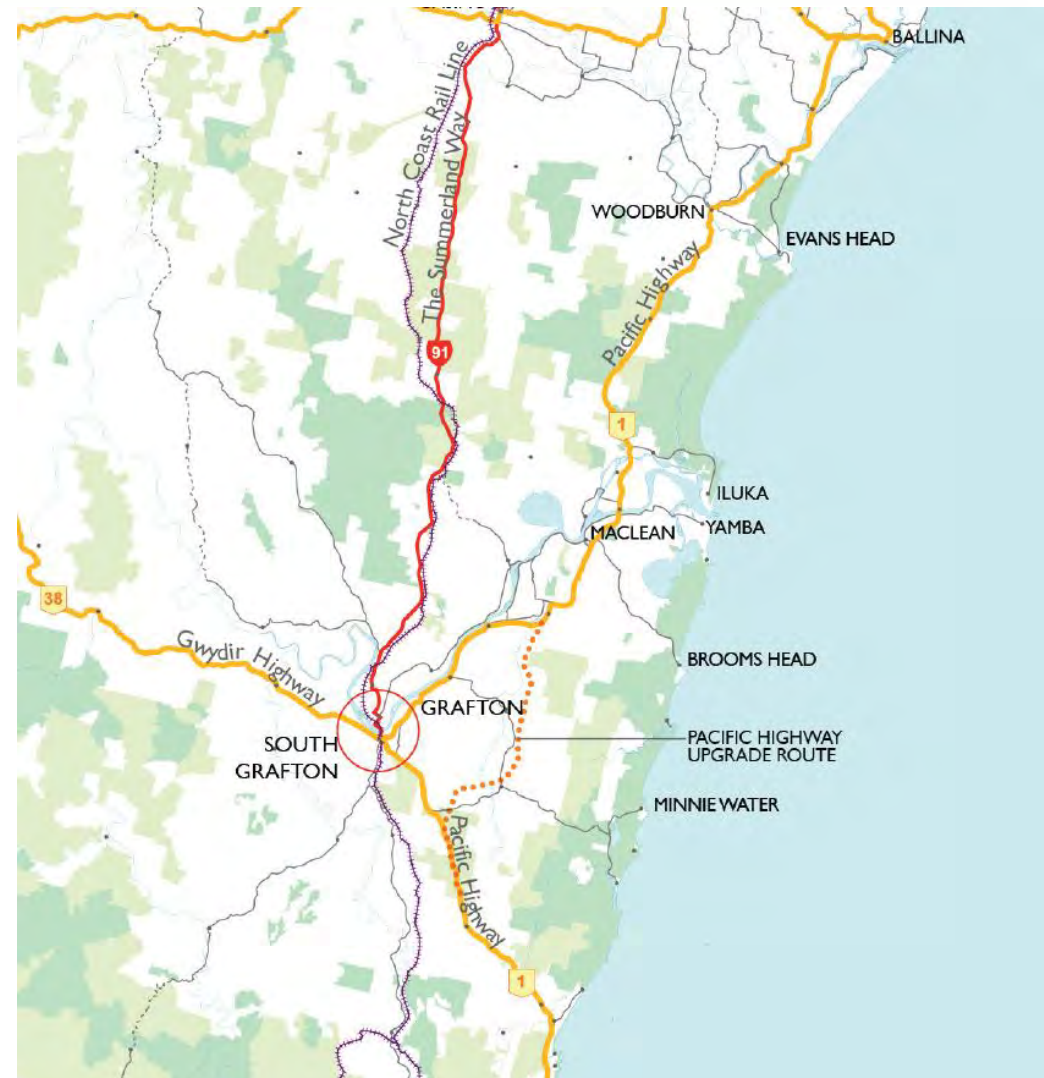 BALLINA
North Coast Rail Line
The Summerland Way
WOODBURN
EVANS HEAD
Pacific Highway
91
1
ILUKA
YAMBA
MACLEAN
38
Gwydir Highway
BROOMS HEAD
GRAFTON
SOUTH
GRAFTON
PACIFIC HIGHWAY
UPGRADE ROUTE
MINNIE WATER
Pacific Highway
1